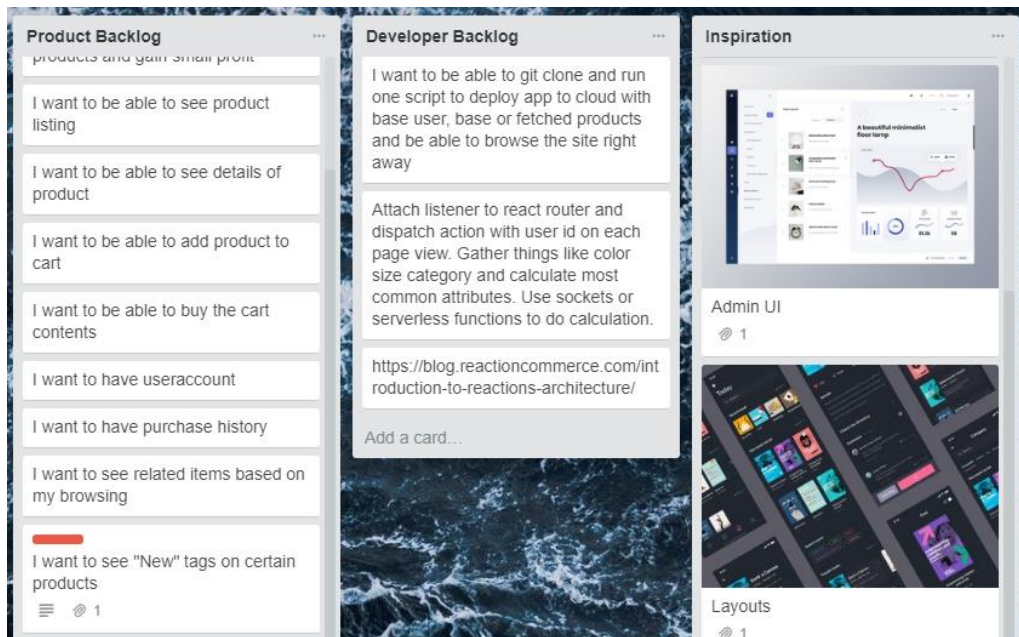 Product Backlog
products and gain small profit
I want to be able to see product
listing
I want to be able to see details of
product
I want to be able to add product to
cart
I want to be able to buy the cart
contents
I want to have useraccount
I want to have purchase history
I want to see related items based on
my browsing
I want to see "New" tags on certain
products
1
Developer Backlog
I want to be able to git clone and run
one script to deploy app to cloud with
base user, base or fetched products
and be able to browse the site right
away
Attach listener to react router and
dispatch action with user id on each
page view. Gather things like color
size category and calculate most
common attributes. Use sockets or
serverless functions to do calculation.
https://blog.reactioncommerce.com/int
roduction-to-reactions-architecture/
Add a card...
Inspiration
A beautiful minimalist
floor lamp
Admin UI
1
Today
Layouts
1